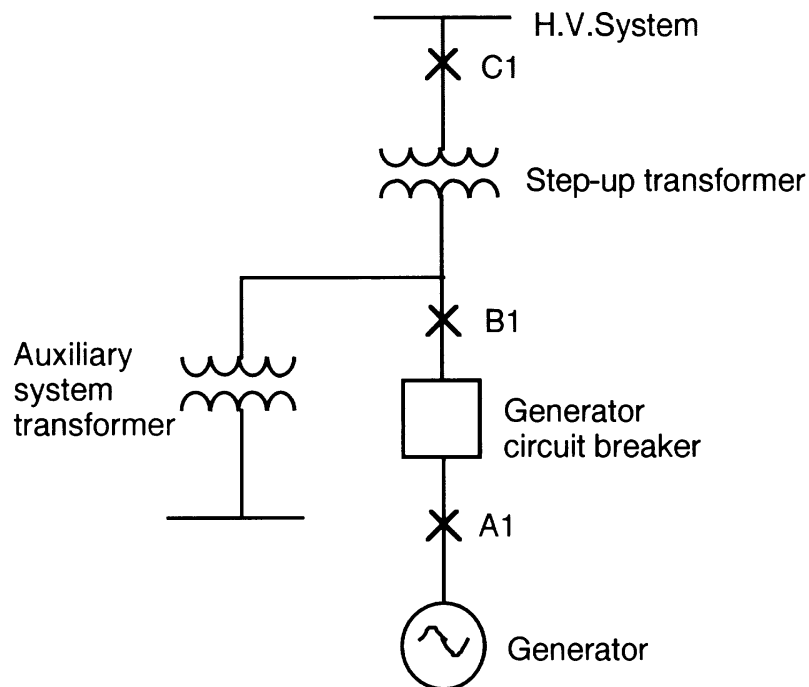 H.V.System
C1
Step-up transformer
B1
Auxiliary
system
transformer
Generator
circuit breaker
A1
Generator